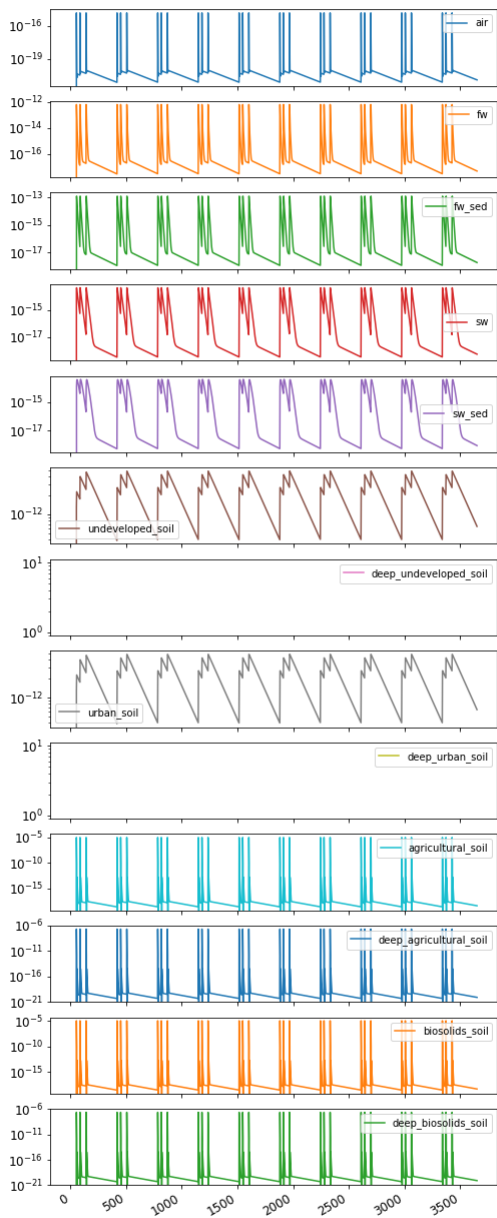 10⁻¹⁶
air
10⁻¹⁹
10⁻¹²
fw
10⁻¹⁴
10⁻¹⁶
10⁻¹³
fw_sed
10⁻¹⁵
10⁻¹⁷
10⁻¹⁵
sw
10⁻¹⁷
10⁻¹⁵
sw_sed
10⁻¹⁷
10⁻¹²
undeveloped_soil
10¹
deep_undeveloped_soil
10⁰
10⁻¹²
urban_soil
10¹
deep_urban_soil
10⁰
10⁻⁵
agricultural_soil
10⁻¹⁰
10⁻¹⁵
10⁻⁶
deep_agricultural_soil
10⁻¹¹
10⁻¹⁶
10⁻²¹
10⁻⁵
biosolids_soil
10⁻¹⁰
10⁻¹⁵
10⁻⁶
deep_biosolids_soil
10⁻¹¹
10⁻¹⁶
10⁻²¹
0 500 1000 1500 2000 2500 3000 3500